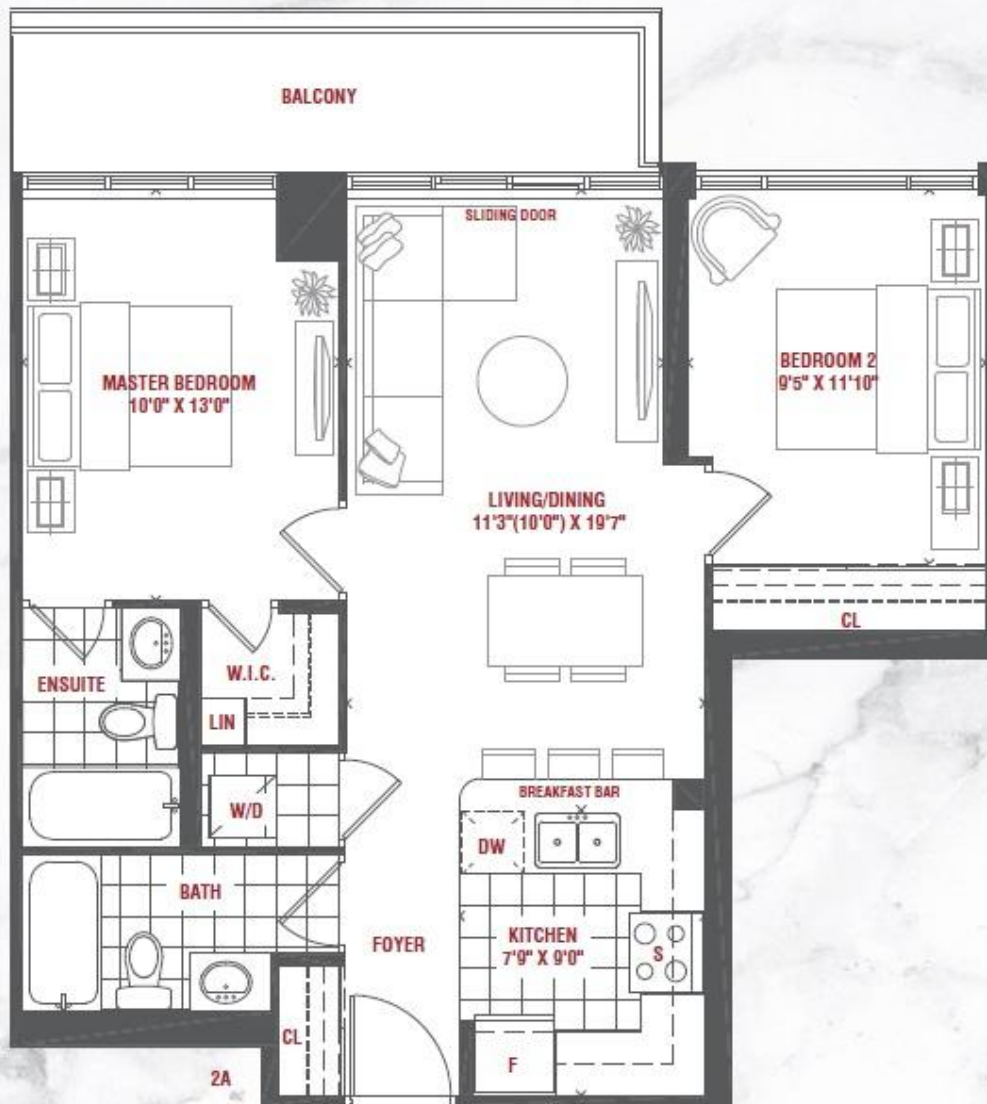 BALCONY
SLIDING DOOR
MASTER BEDROOM
10'0" X 13'0"
BEDROOM 2
9'5" X 11'10"
LIVING/DINING
11'3"(10'0") X 19'7"
CL
ENSUITE
W.I.C.
LIN
W/D
BREAKFAST BAR
DW
BATH
FOYER
KITCHEN
7'9" X 9'0"
S
CL
F
2A